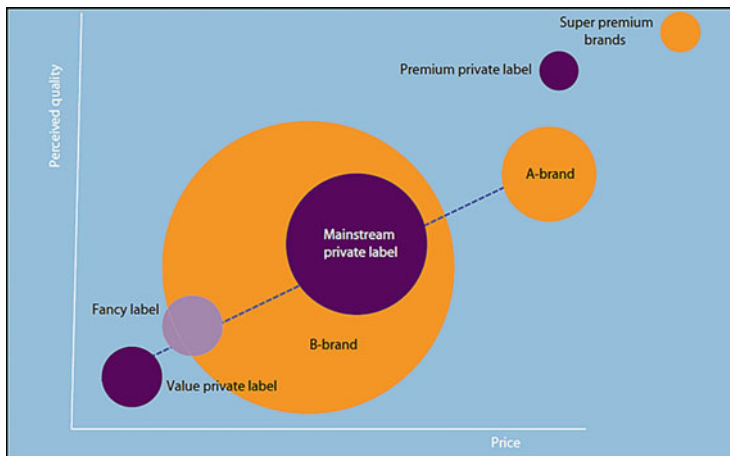 Super premium
brands
Premium private label
Perceived quality
A-brand
Mainstream
private label
Fancy label
B-brand
Value private label
Price